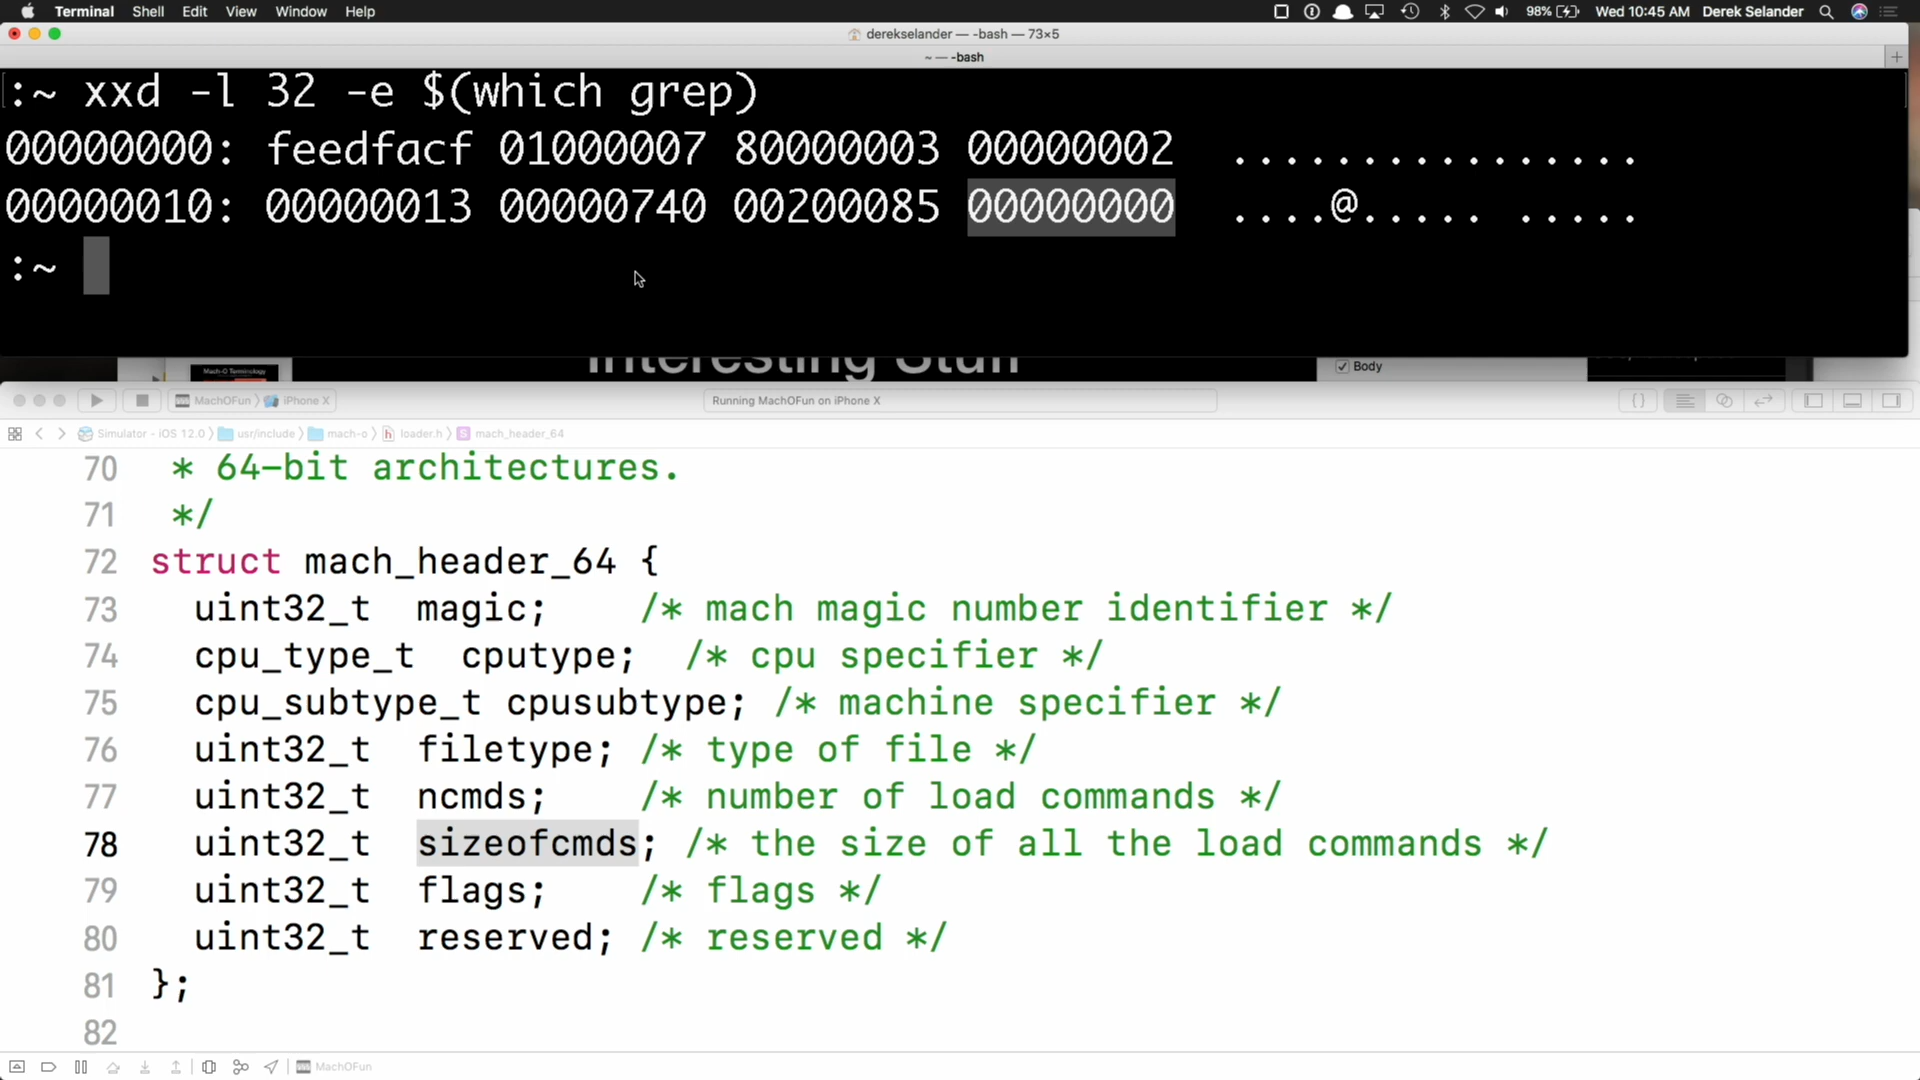 Terminal Shell Edit View Window Help 98% Wed 10:45 AM Derek Selander
derekselander — -bash — 73×5
~ — -bash
:~ xxd -l 32 -e $(which grep)
00000000: feedfacf 01000007 80000003 00000002 ................
00000010: 00000013 00000740 00200085 00000000 ....@..... .....
:~
Mach-O Terminology
Interesting Stuff
Body
MachOFun iPhone X Running MachOFun on iPhone X
Simulator - iOS 12.0 usr/include mach-o loader.h mach_header_64
70 * 64-bit architectures.
71 */
72 struct mach_header_64 {
73 uint32_t magic; /* mach magic number identifier */
74 cpu_type_t cputype; /* cpu specifier */
75 cpu_subtype_t cpusubtype; /* machine specifier */
76 uint32_t filetype; /* type of file */
77 uint32_t ncmds; /* number of load commands */
78 uint32_t sizeofcmds; /* the size of all the load commands */
79 uint32_t flags; /* flags */
80 uint32_t reserved; /* reserved */
81 };
82
MachOFun